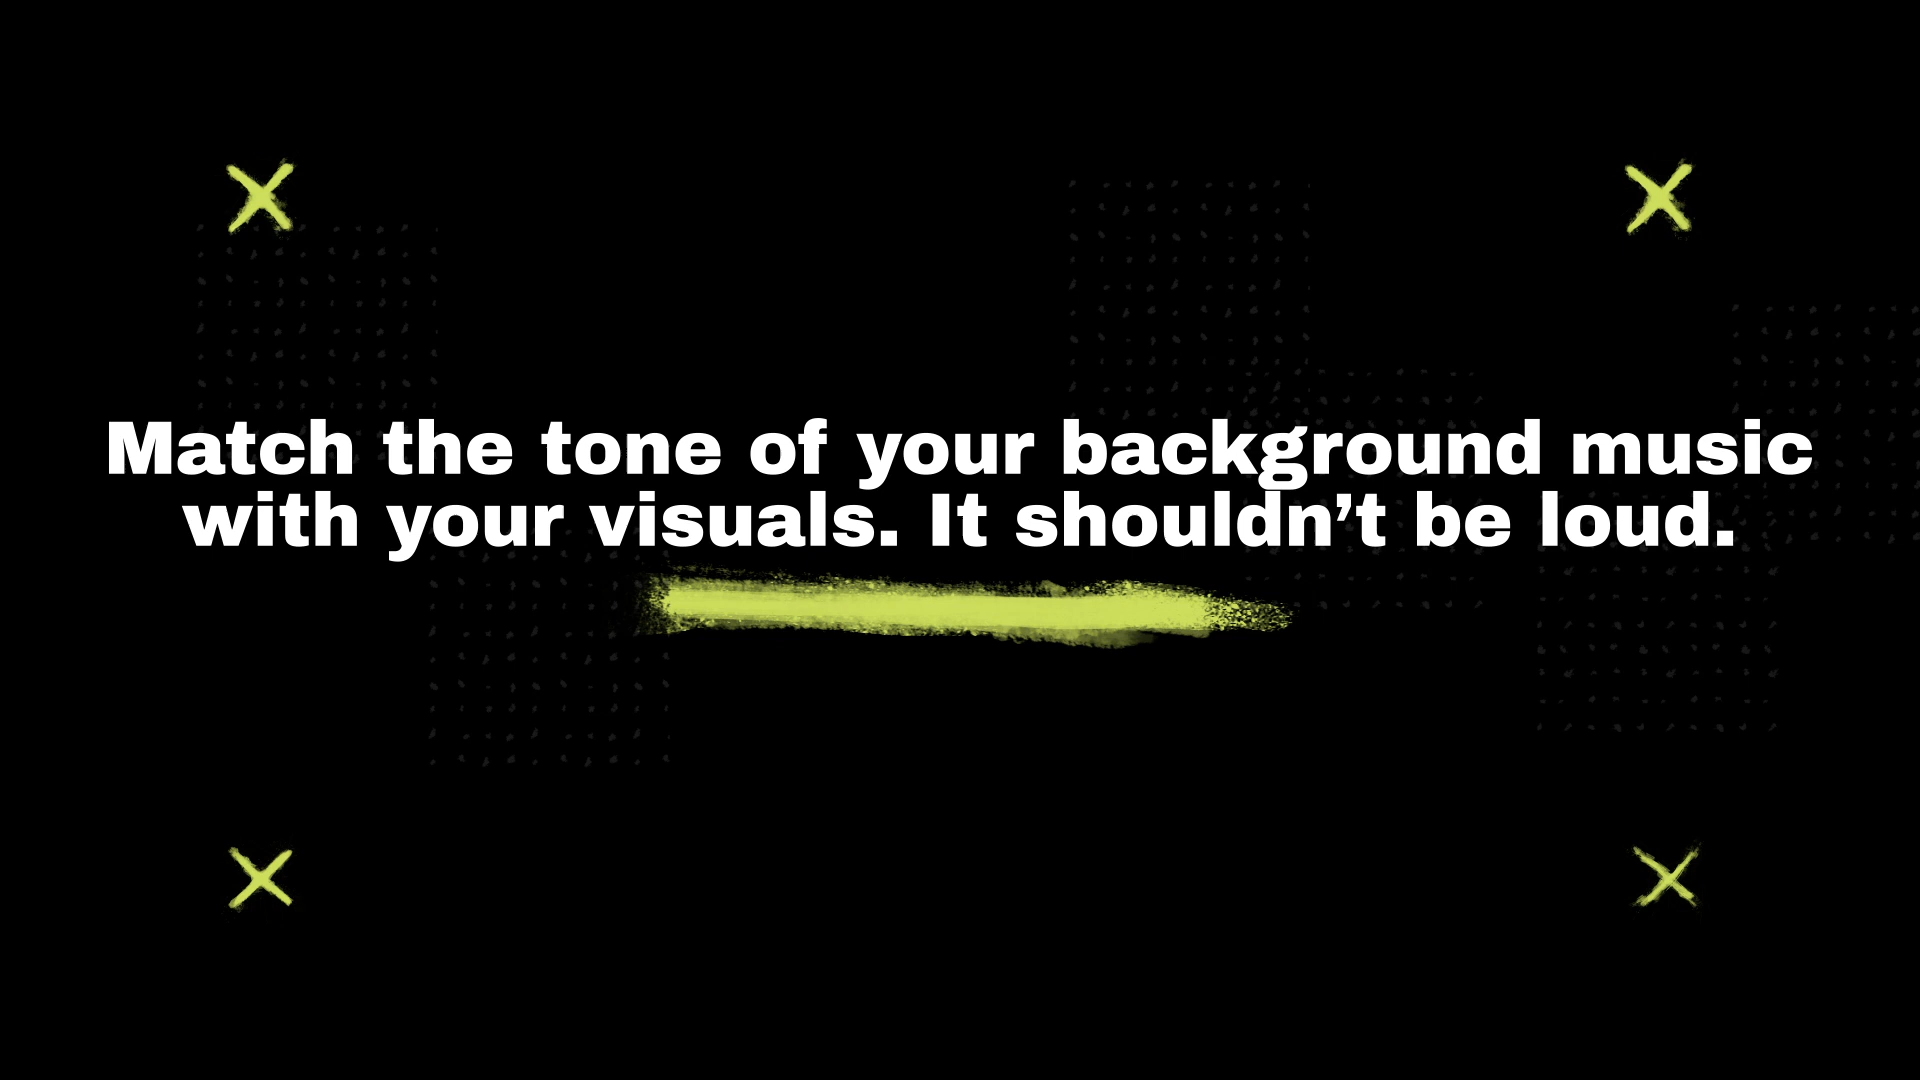 Match the tone of your background music
with your visuals. It shouldn’t be loud.